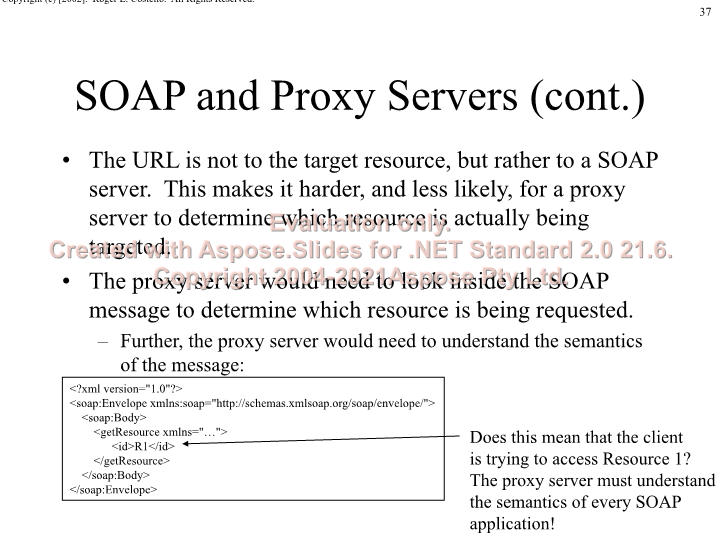 Copyright (c) [2002]. Roger L. Costello. All Rights Reserved.
37
SOAP and Proxy Servers (cont.)
• The URL is not to the target resource, but rather to a SOAP
server. This makes it harder, and less likely, for a proxy
server to determine which resource is actually being
targeted.
Evaluation only.
Created with Aspose.Slides for .NET Standard 2.0 21.6.
Copyright 2004-2021Aspose Pty Ltd.
• The proxy server would need to look inside the SOAP
message to determine which resource is being requested.
– Further, the proxy server would need to understand the semantics
of the message:
<?xml version="1.0"?>
<soap:Envelope xmlns:soap="http://schemas.xmlsoap.org/soap/envelope/">
<soap:Body>
<getResource xmlns="…">
<id>R1</id>
</getResource>
</soap:Body>
</soap:Envelope>
Does this mean that the client
is trying to access Resource 1?
The proxy server must understand
the semantics of every SOAP
application!